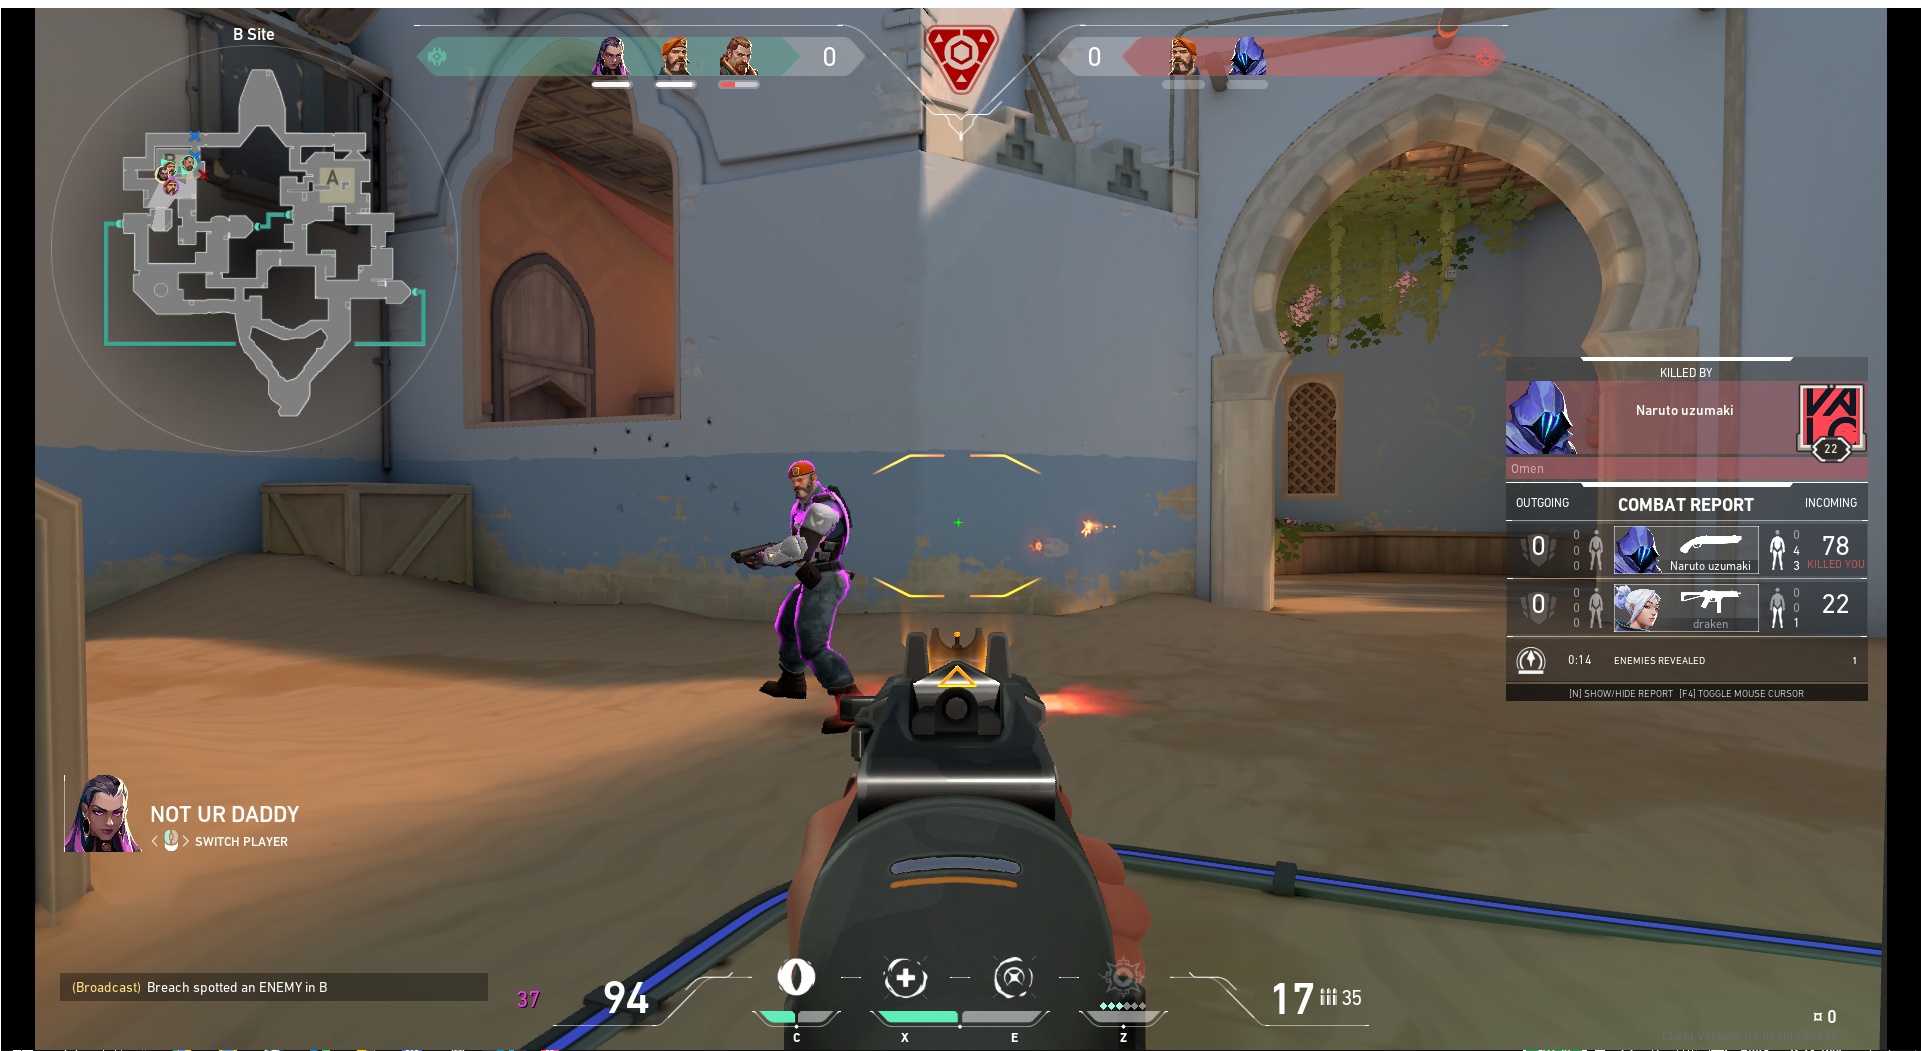 B Site
0
0
A
B
KILLED BY
Naruto uzumaki
22
Omen
OUTGOING COMBAT REPORT INCOMING
0 0 0 0 0 4 3 78
Naruto uzumaki KILLED YOU
0 0 0 0 0 0 1 22
draken
0:14 ENEMIES REVEALED 1
[N] SHOW/HIDE REPORT [F4] TOGGLE MOUSE CURSOR
NOT UR DADDY
< > SWITCH PLAYER
(Broadcast) Breach spotted an ENEMY in B
37 94
17 35
¤ 0
C X E Z